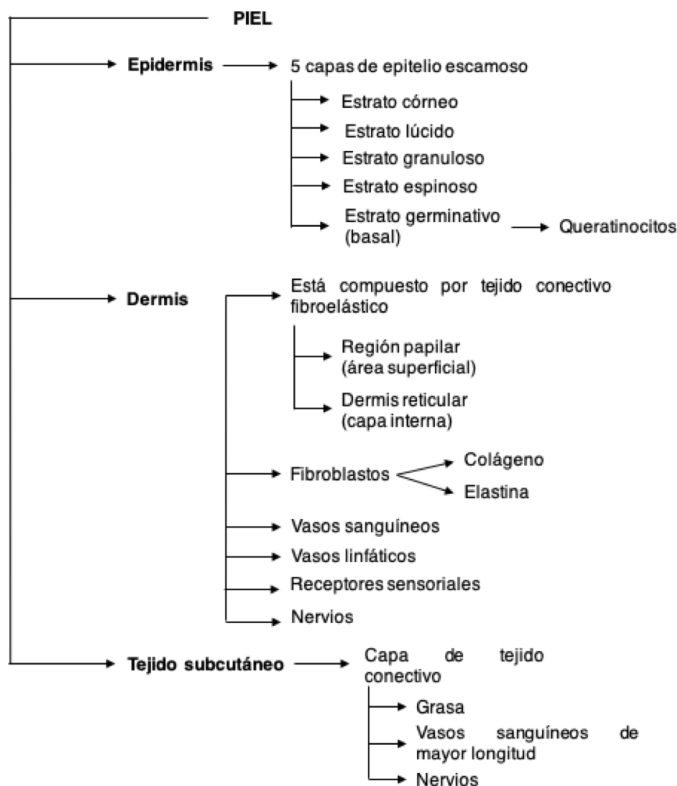 PIEL
Epidermis
5 capas de epitelio escamoso
Estrato córneo
Estrato lúcido
Estrato granuloso
Estrato espinoso
Estrato germinativo
(basal)
Queratinocitos
Dermis
Está compuesto por tejido conectivo
fibroelástico
Región papilar
(área superficial)
Dermis reticular
(capa interna)
Fibroblastos
Colágeno
Elastina
Vasos sanguíneos
Vasos linfáticos
Receptores sensoriales
Nervios
Tejido subcutáneo
Capa de tejido
conectivo
Grasa
Vasos sanguíneos de
mayor longitud
Nervios